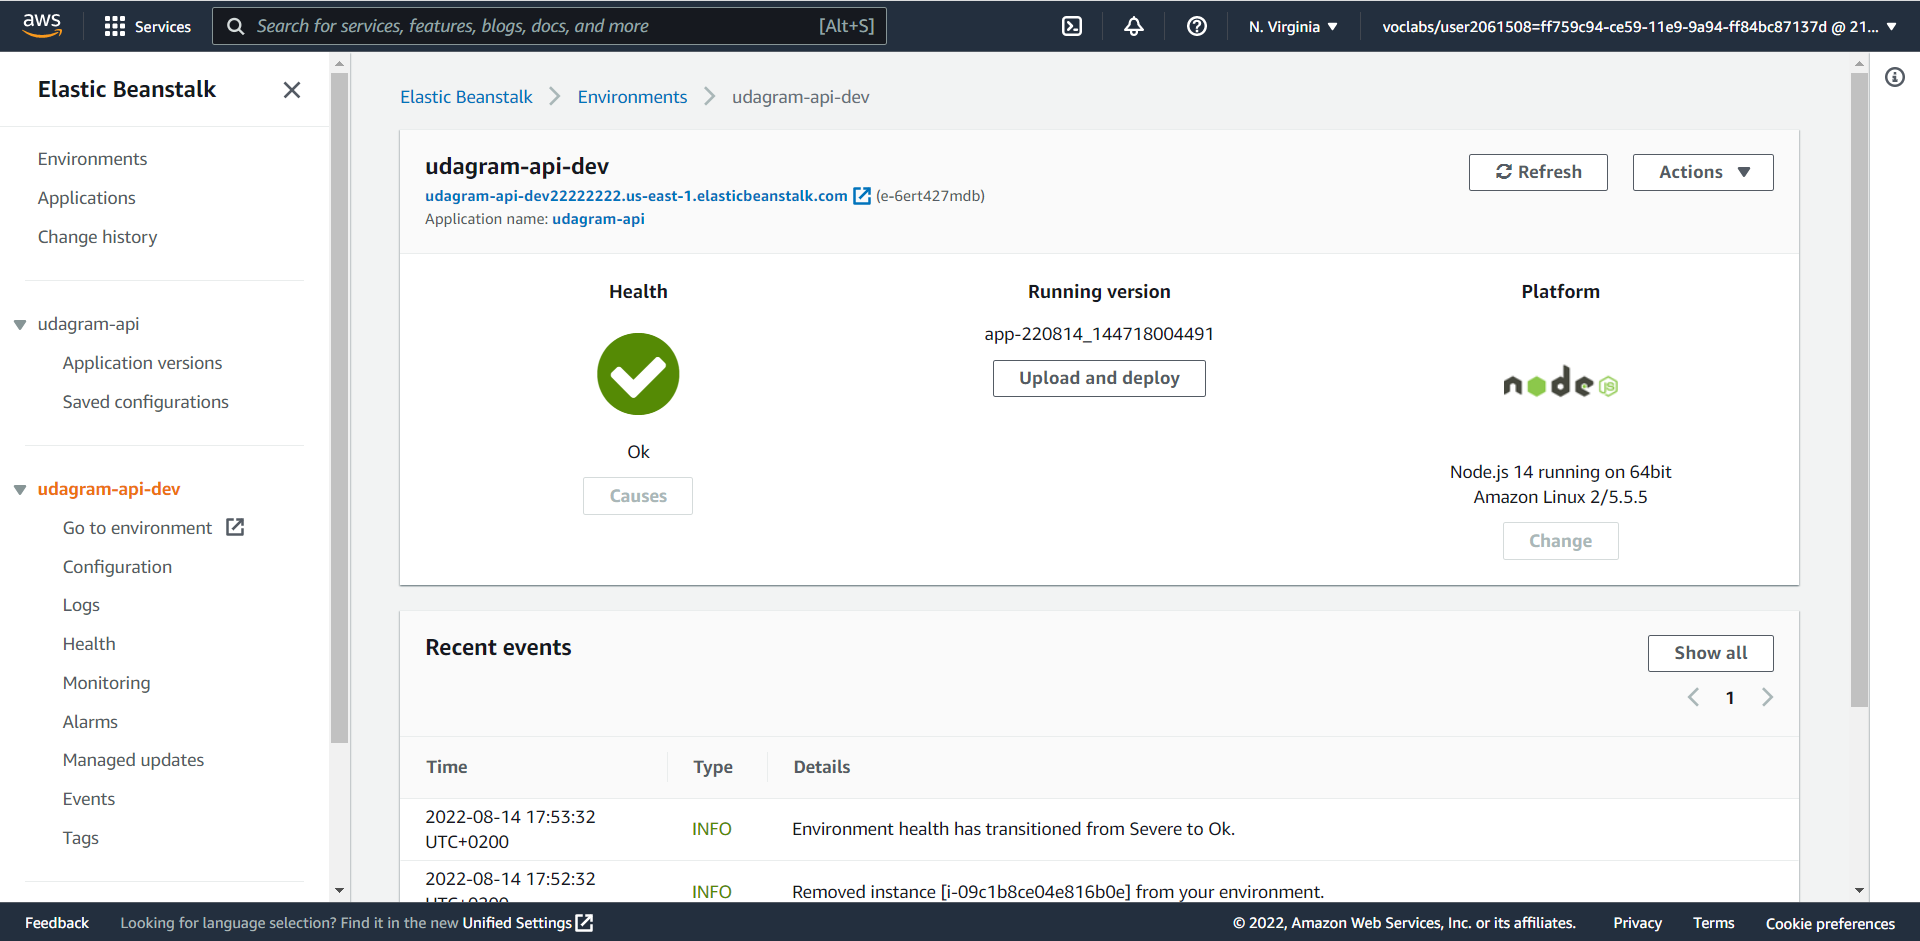 aws
Services
Search for services, features, blogs, docs, and more
[Alt+S]
N. Virginia
voclabs/user2061508=ff759c94-ce59-11e9-9a94-ff84bc87137d @ 21...
Elastic Beanstalk
Environments
Applications
Change history
udagram-api
Application versions
Saved configurations
udagram-api-dev
Go to environment
Configuration
Logs
Health
Monitoring
Alarms
Managed updates
Events
Tags
Elastic Beanstalk
Environments
udagram-api-dev
udagram-api-dev
udagram-api-dev22222222.us-east-1.elasticbeanstalk.com (e-6ert427mdb)
Application name: udagram-api
Refresh
Actions
Health
Ok
Causes
Running version
app-220814_144718004491
Upload and deploy
Platform
node JS
Node.js 14 running on 64bit
Amazon Linux 2/5.5.5
Change
Recent events
Show all
1
Time
Type
Details
2022-08-14 17:53:32
UTC+0200
INFO
Environment health has transitioned from Severe to Ok.
2022-08-14 17:52:32
UTC+0200
INFO
Removed instance [i-09c1b8ce04e816b0e] from your environment.
Feedback
Looking for language selection? Find it in the new Unified Settings
© 2022, Amazon Web Services, Inc. or its affiliates.
Privacy
Terms
Cookie preferences